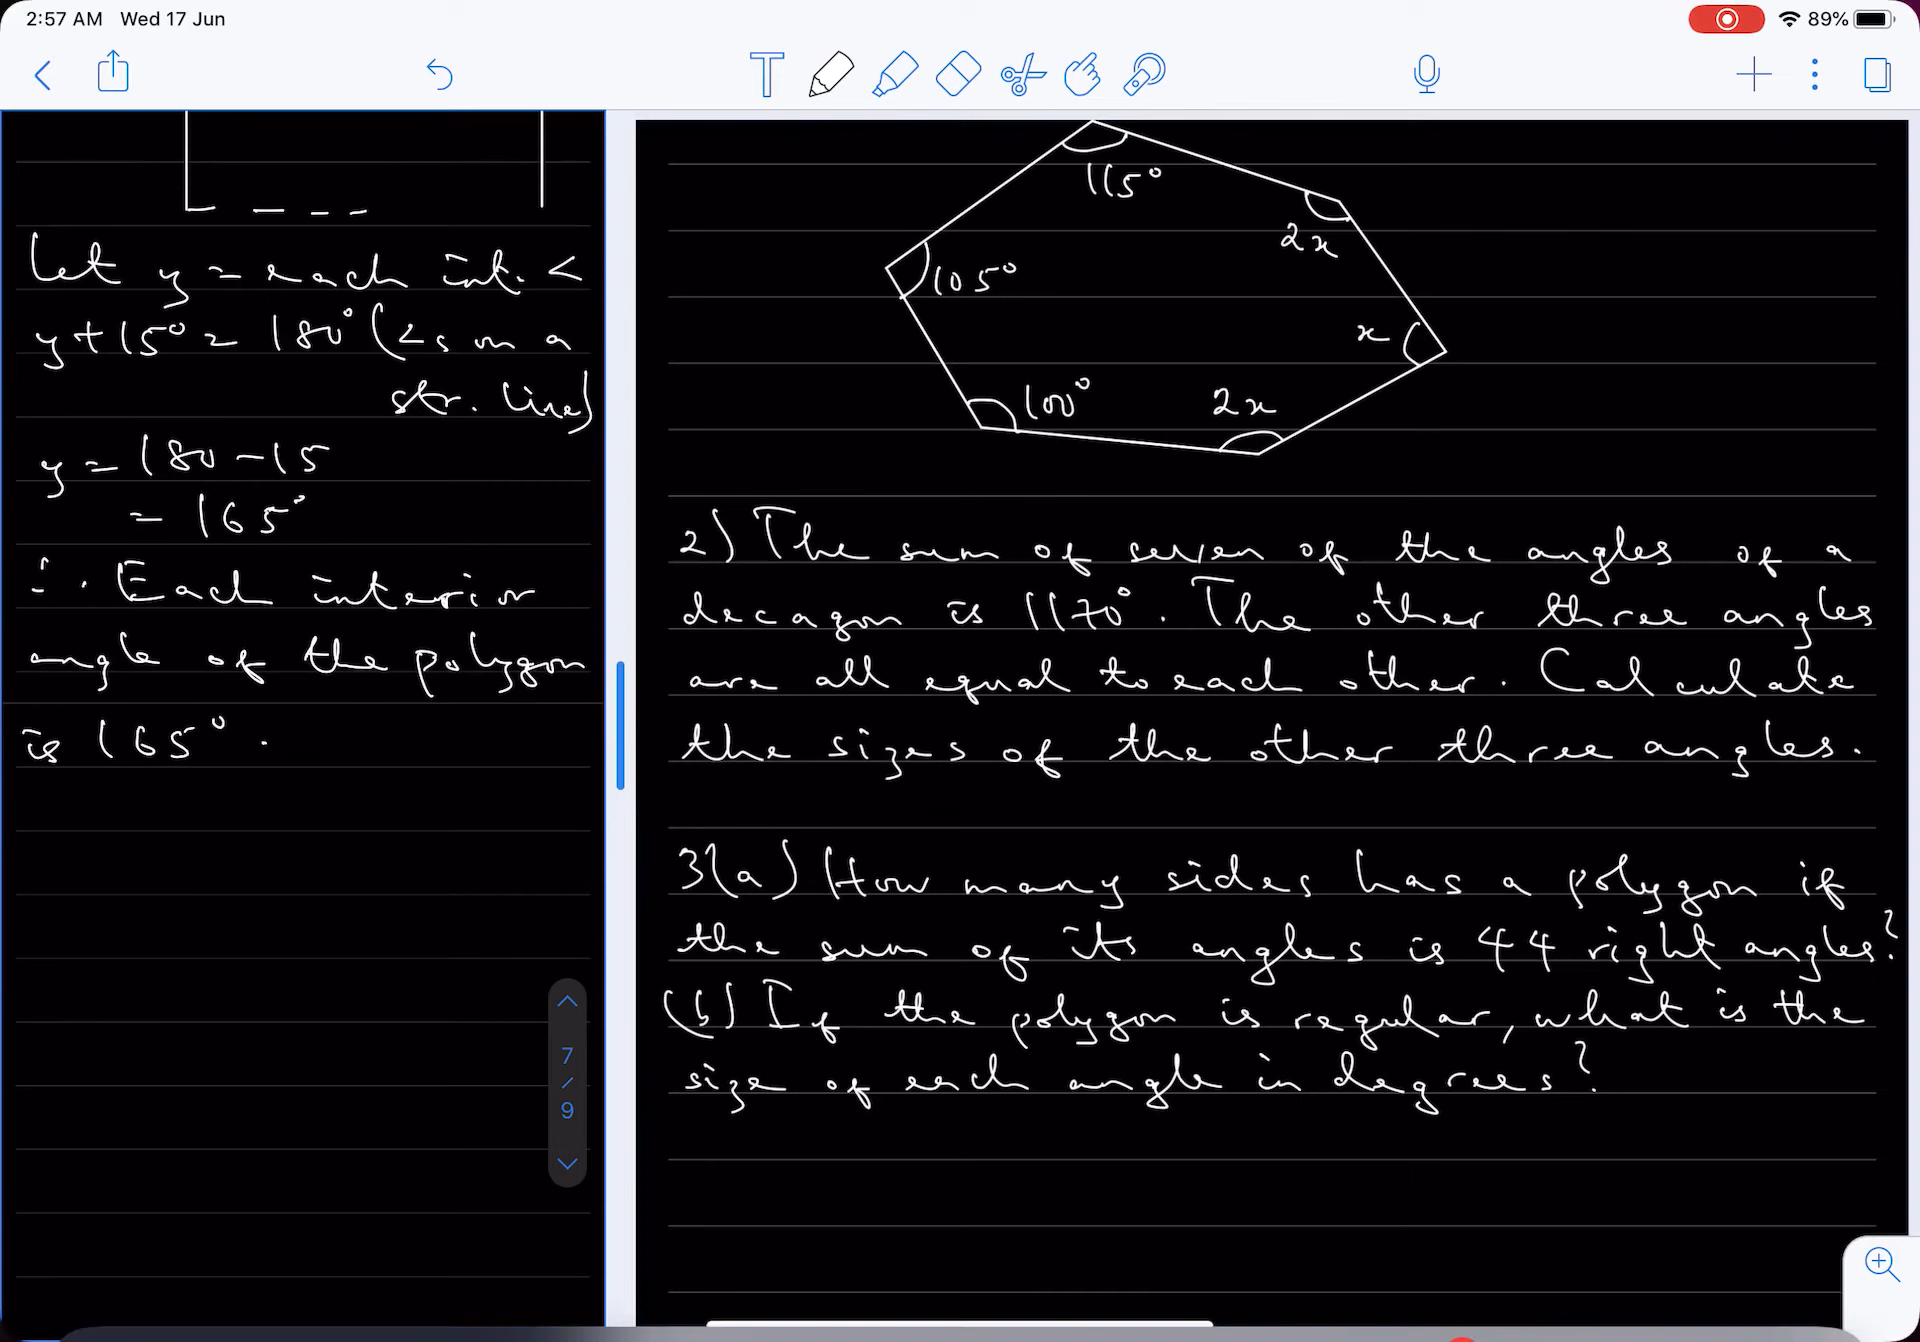 2:57 AM Wed 17 Jun
89%
Let y = each int. <
y + 15° = 180° (<s on a
str. line)
y = 180 - 15
= 165°
∴ Each interior
angle of the polygon
is 165°.
7
/
9
115°
2x
105°
x
100°
2x
2) The sum of seven of the angles of a
decagon is 1170°. The other three angles
are all equal to each other. Calculate
the sizes of the other three angles.
3(a) How many sides has a polygon if
the sum of its angles is 44 right angles?
(b) If the polygon is regular, what is the
size of each angle in degrees?